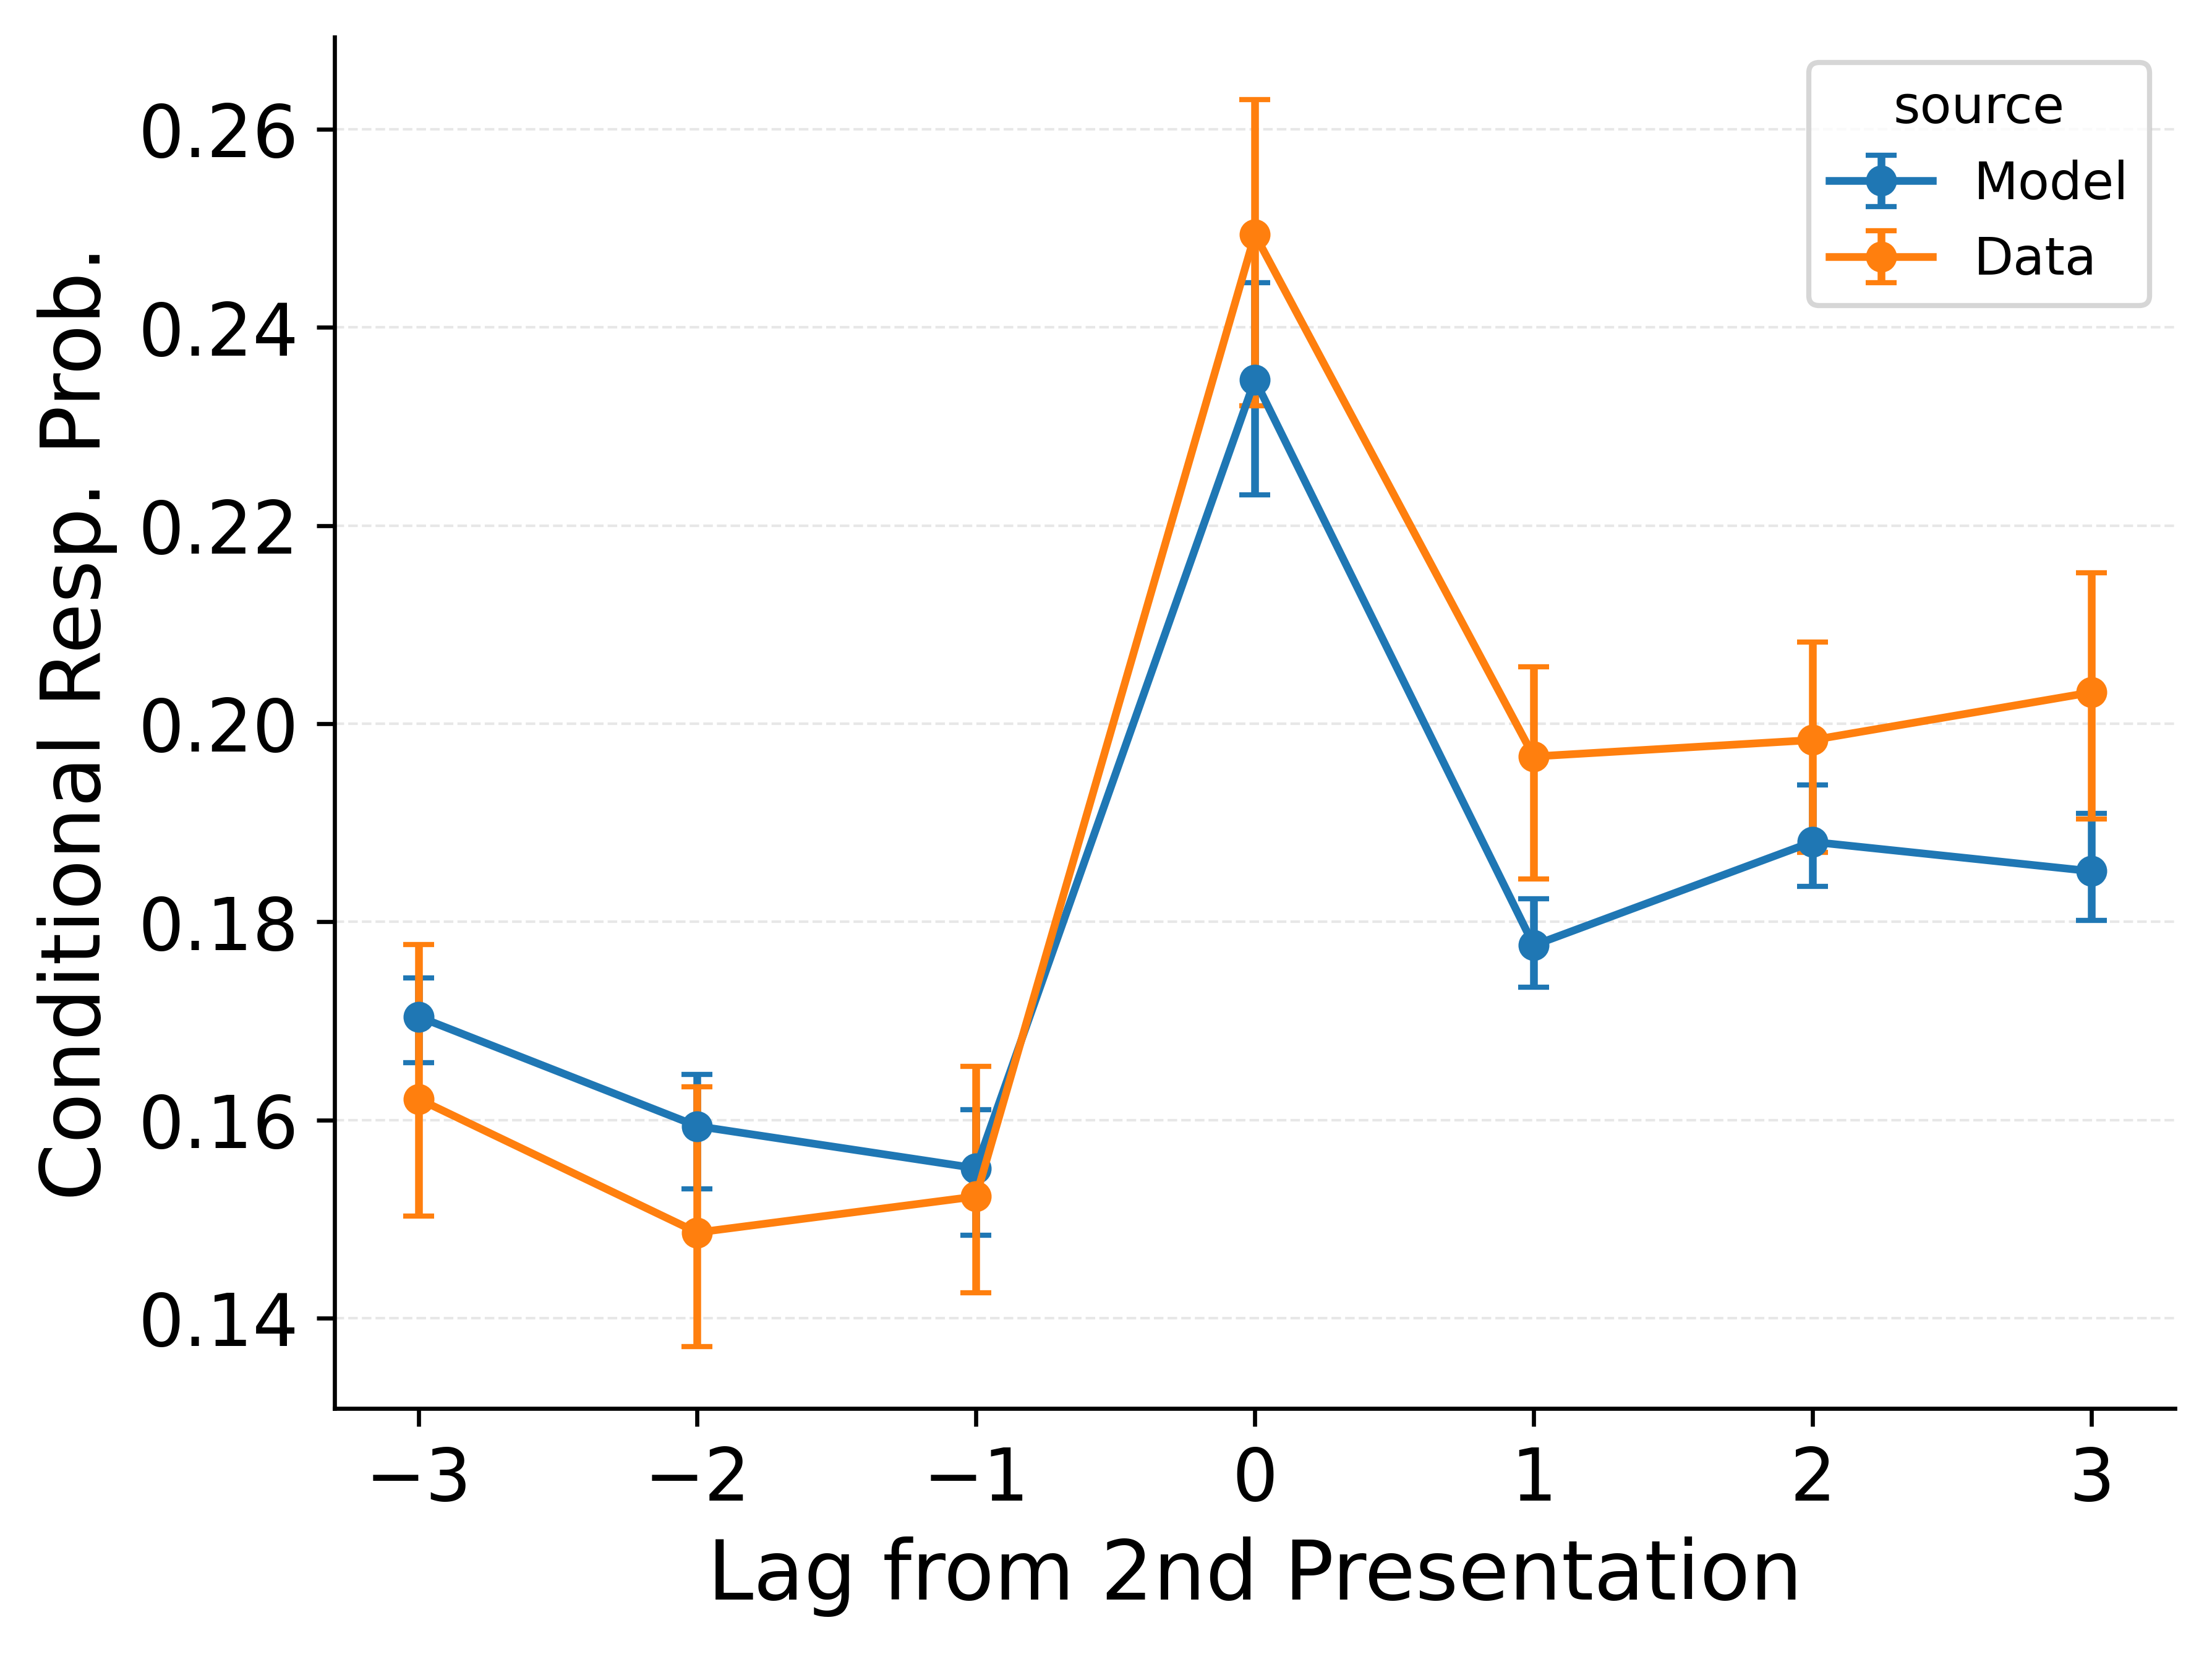 source
Model
Data
Conditional Resp. Prob.
0.26
0.24
0.22
0.20
0.18
0.16
0.14
−3 −2 −1 0 1 2 3
Lag from 2nd Presentation